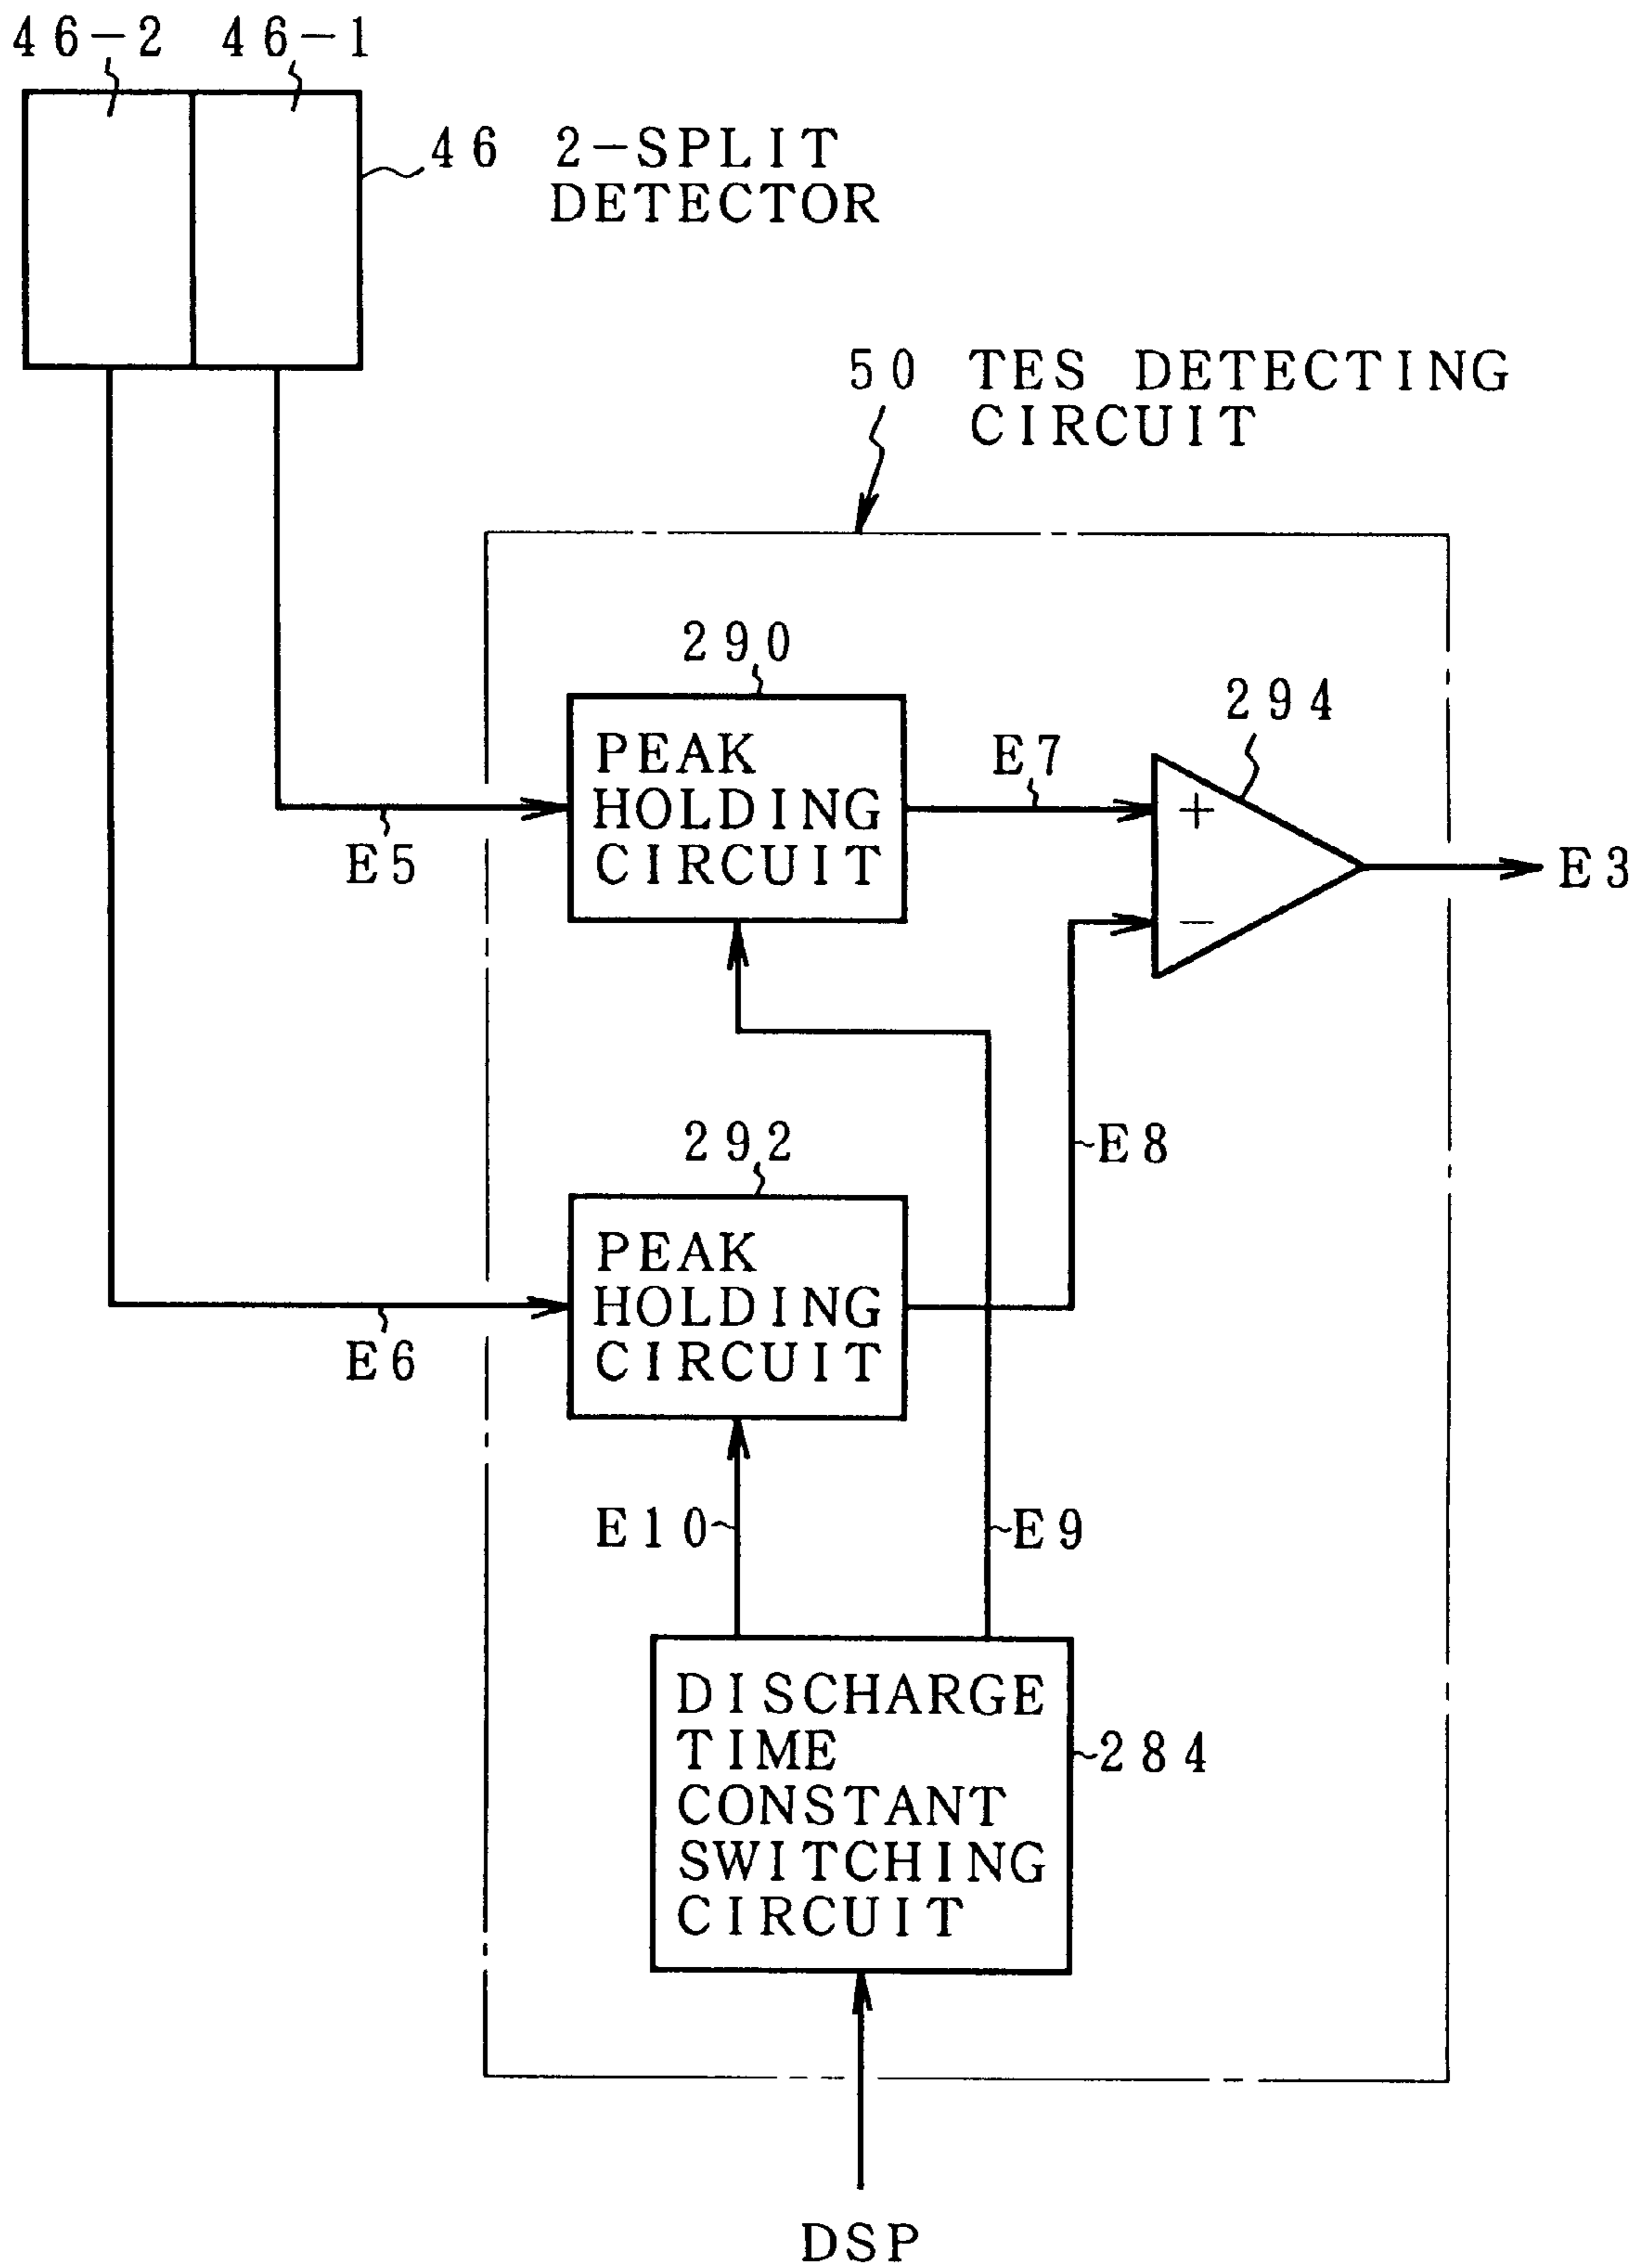 46-2 46-1
46 2-SPLIT
DETECTOR
50 TES DETECTING
CIRCUIT
290
PEAK
HOLDING
CIRCUIT
E7
294
+
−
E5
E3
E8
292
PEAK
HOLDING
CIRCUIT
E6
E10
E9
DISCHARGE
TIME
CONSTANT
SWITCHING
CIRCUIT
284
DSP